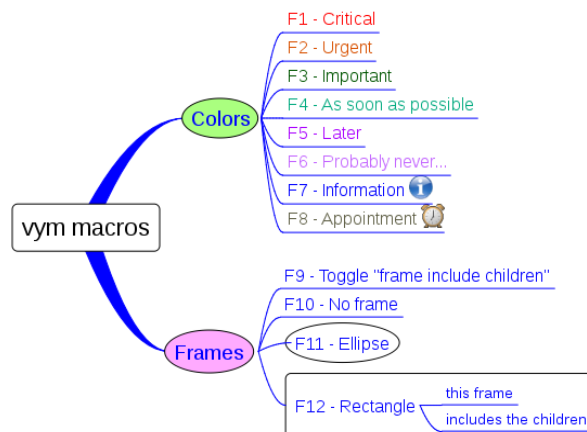 F1 - Critical
F2 - Urgent
F3 - Important
Colors
F4 - As soon as possible
F5 - Later
F6 - Probably never...
F7 - Information
F8 - Appointment
vym macros
F9 - Toggle "frame include children"
F10 - No frame
Frames
F11 - Ellipse
F12 - Rectangle
this frame
includes the children